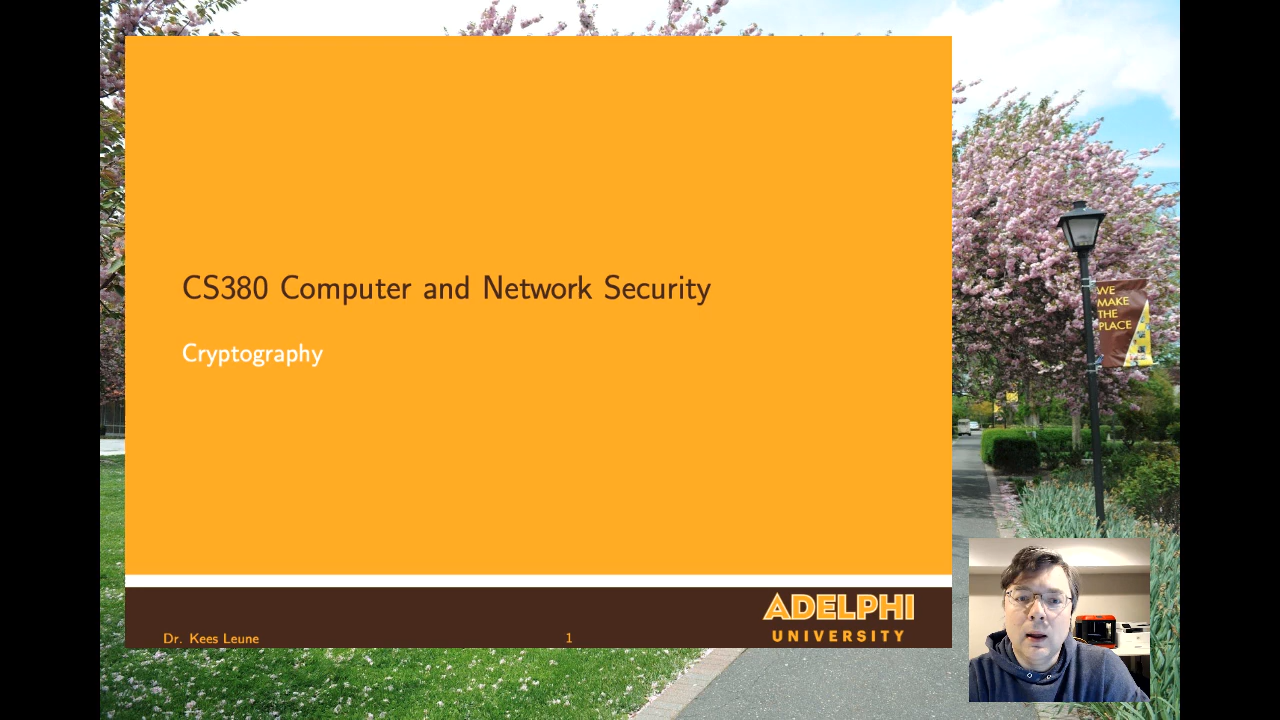 CS380 Computer and Network Security
Cryptography
WE
MAKE
THE
PLACE
Dr. Kees Leune
1
ADELPHI
UNIVERSITY